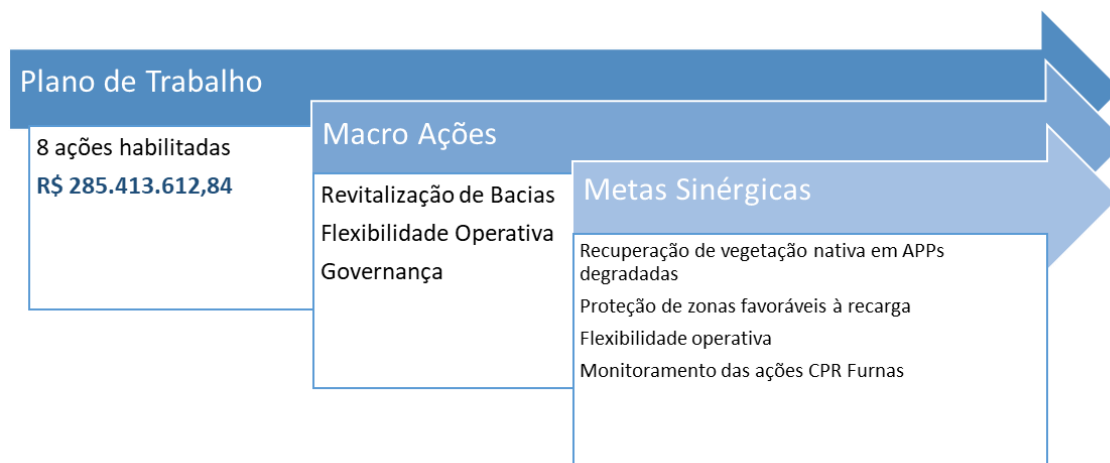 Plano de Trabalho
8 ações habilitadas
R$ 285.413.612,84
Macro Ações
Revitalização de Bacias
Flexibilidade Operativa
Governança
Metas Sinérgicas
Recuperação de vegetação nativa em APPs
degradadas
Proteção de zonas favoráveis à recarga
Flexibilidade operativa
Monitoramento das ações CPR Furnas